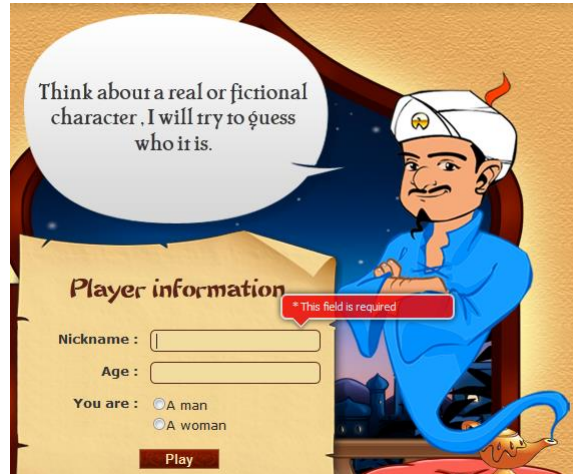 Think about a real or fictional
character , I will try to guess
who it is.
Player information
* This field is required
Nickname :
Age :
You are :
A man
A woman
Play